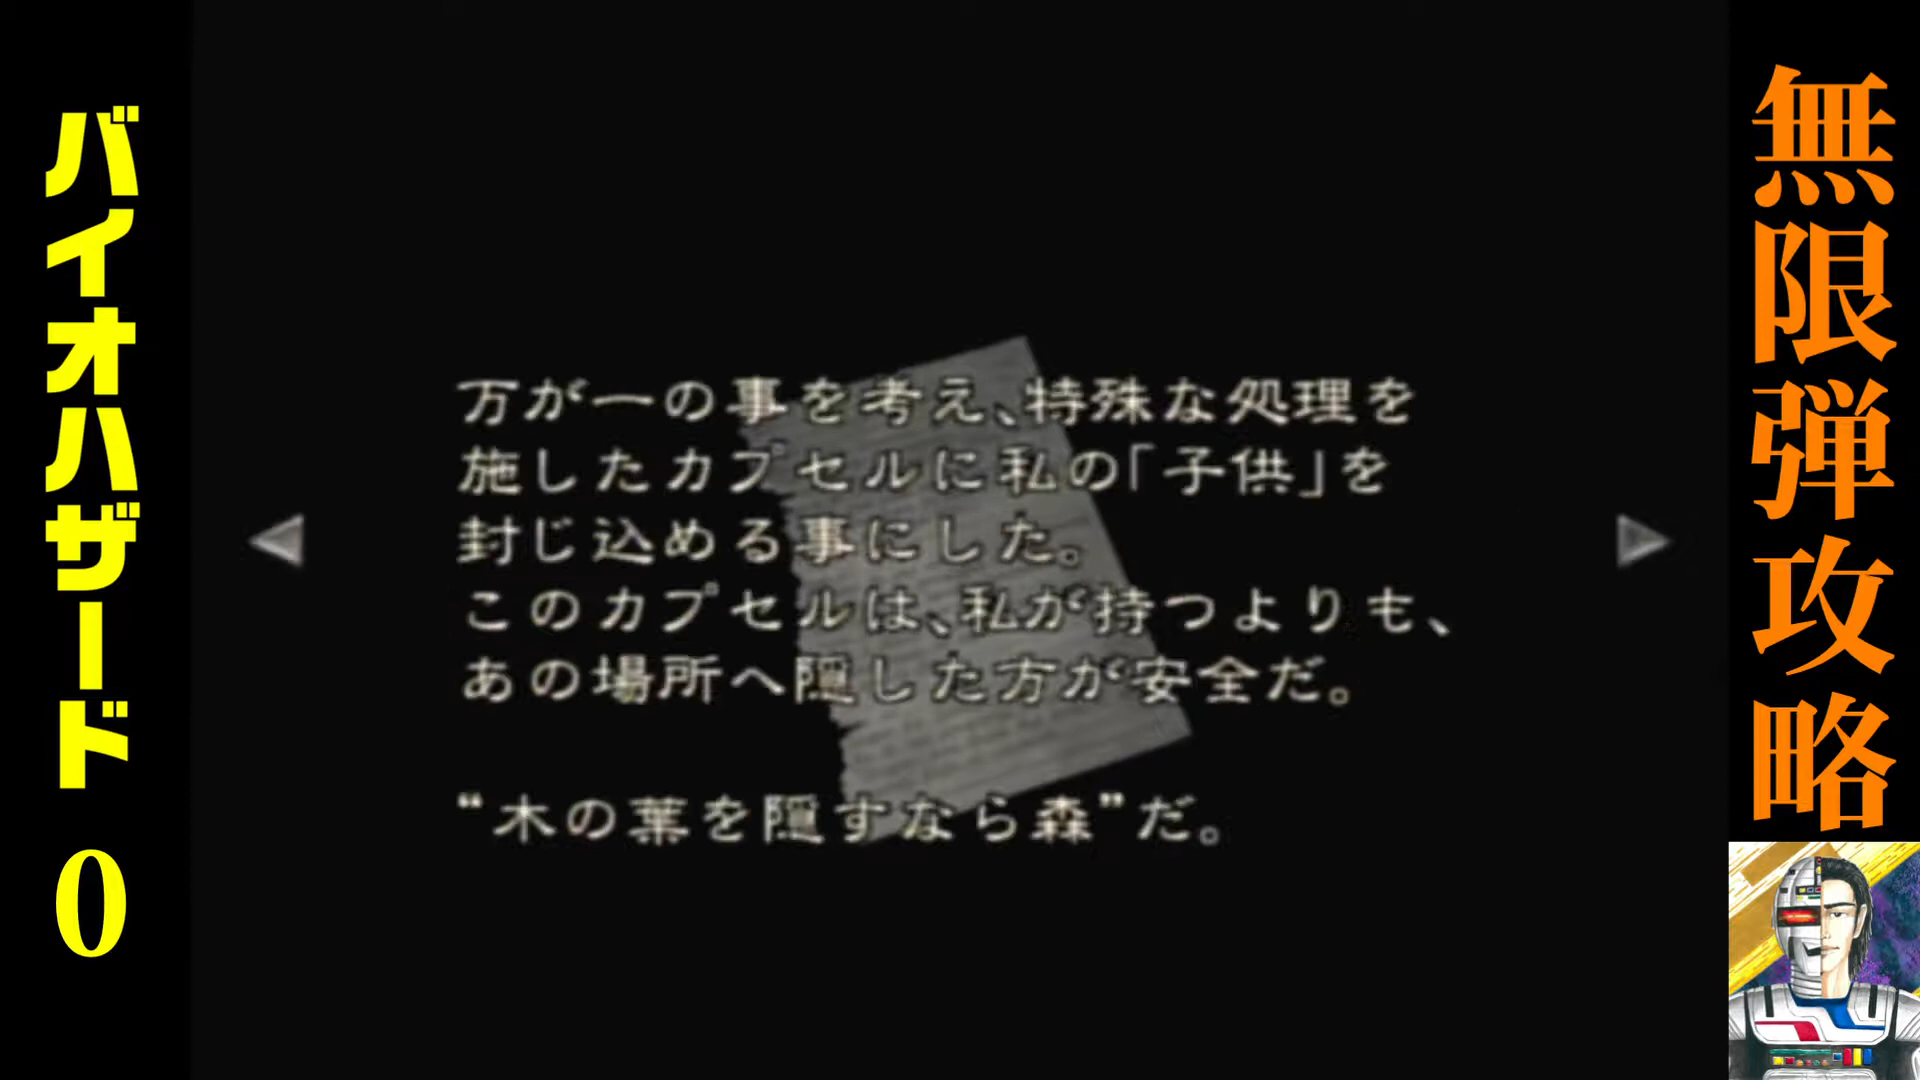 バイオハザード 0
万が一の事を考え、特殊な処理を
施したカプセルに私の「子供」を
封じ込める事にした。
このカプセルは、私が持つよりも、
あの場所へ隠した方が安全だ。
“木の葉を隠すなら森”だ。
無限弾攻略